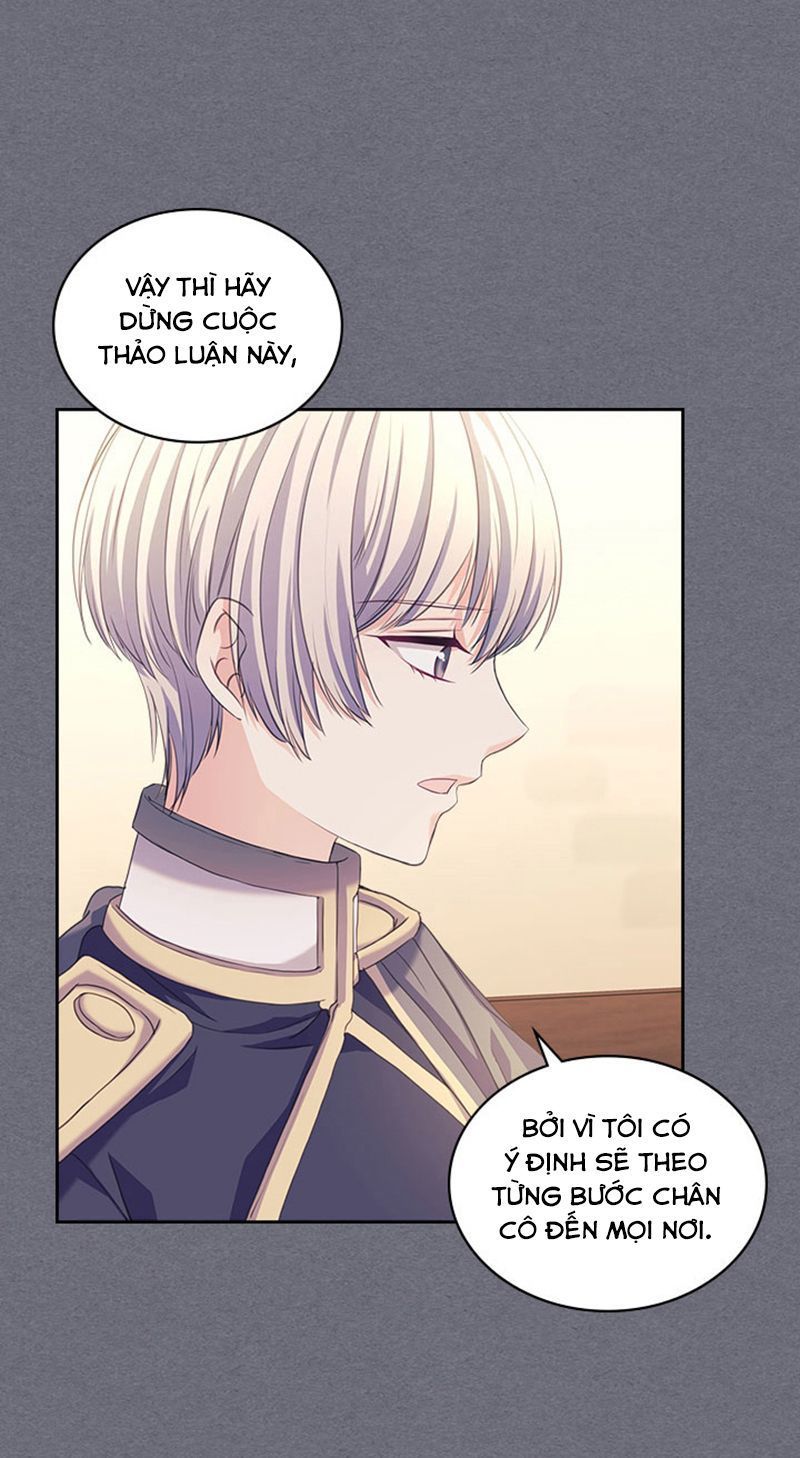 VẬY THÌ HÃY
DỪNG CUỘC
THẢO LUẬN NÀY,
BỞI VÌ TÔI CÓ
Ý ĐỊNH SẼ THEO
TỪNG BƯỚC CHÂN
CÔ ĐẾN MỌI NƠI.